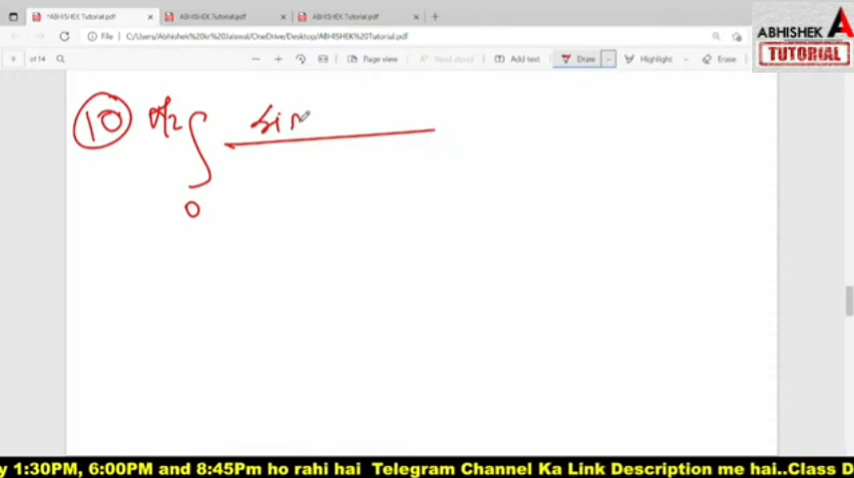 *ABHISHEK Tutorial.pdf
ABHISHEK Tutorial.pdf
ABHISHEK Tutorial.pdf
File
C:/Users/Abhishek%20kr%20Jaiswal/OneDrive/Desktop/ABHISHEK%20Tutorial.pdf
9 of 14
Page view
Read aloud
Add text
Draw
Highlight
Erase
ABHISHEK A
TUTORIAL
10 π/2 ∫ sin
0
y 1:30PM, 6:00PM and 8:45Pm ho rahi hai Telegram Channel Ka Link Description me hai..Class D